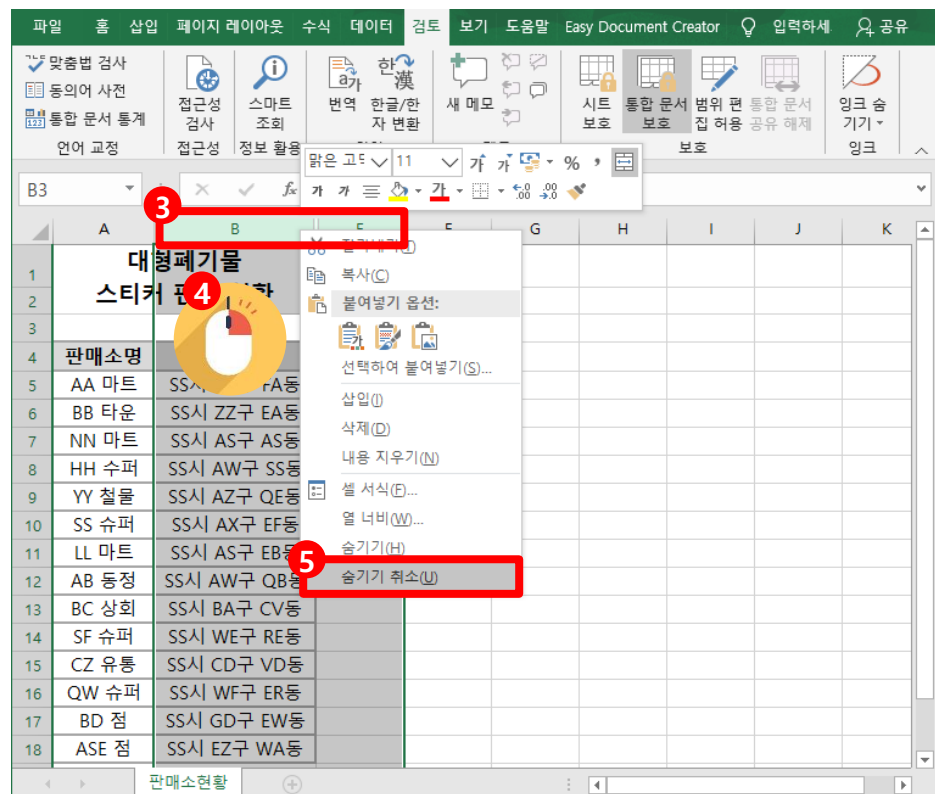 파일 홈 삽입 페이지 레이아웃 수식 데이터 검토 보기 도움말 Easy Document Creator 입력하세 공유
맞춤법 검사
동의어 사전
통합 문서 통계
언어 교정
접근성
검사
접근성
스마트
조회
정보 활용
번역
한글/한
자 변환
새 메모
시트
보호
통합 문서
보호
범위 편
집 허용
통합 문서
공유 해제
보호
잉크 숨
기기
잉크
맑은 고딕 11 가 가 % ,
가 가 가 .00
B3 fx
3
A B G H I J K
4
1 대형폐기물
2 스티커
3
4 판매소명
5 AA 마트 SS시
6 BB 타운 SS시 ZZ구 EA동
7 NN 마트 SS시 AS구 AS동
8 HH 수퍼 SS시 AW구 SS동
9 YY 철물 SS시 AZ구 QE동
10 SS 슈퍼 SS시 AX구 EF동
11 LL 마트 SS시 AS구 EB동
12 AB 동정 SS시 AW구 QB동
13 BC 상회 SS시 BA구 CV동
14 SF 슈퍼 SS시 WE구 RE동
15 CZ 유통 SS시 CD구 VD동
16 QW 슈퍼 SS시 WF구 ER동
17 BD 점 SS시 GD구 EW동
18 ASE 점 SS시 EZ구 WA동
복사(C)
붙여넣기 옵션:
선택하여 붙여넣기(S)...
삽입(I)
삭제(D)
내용 지우기(N)
셀 서식(F)...
열 너비(W)...
숨기기(H)
5
숨기기 취소(U)
판매소현황